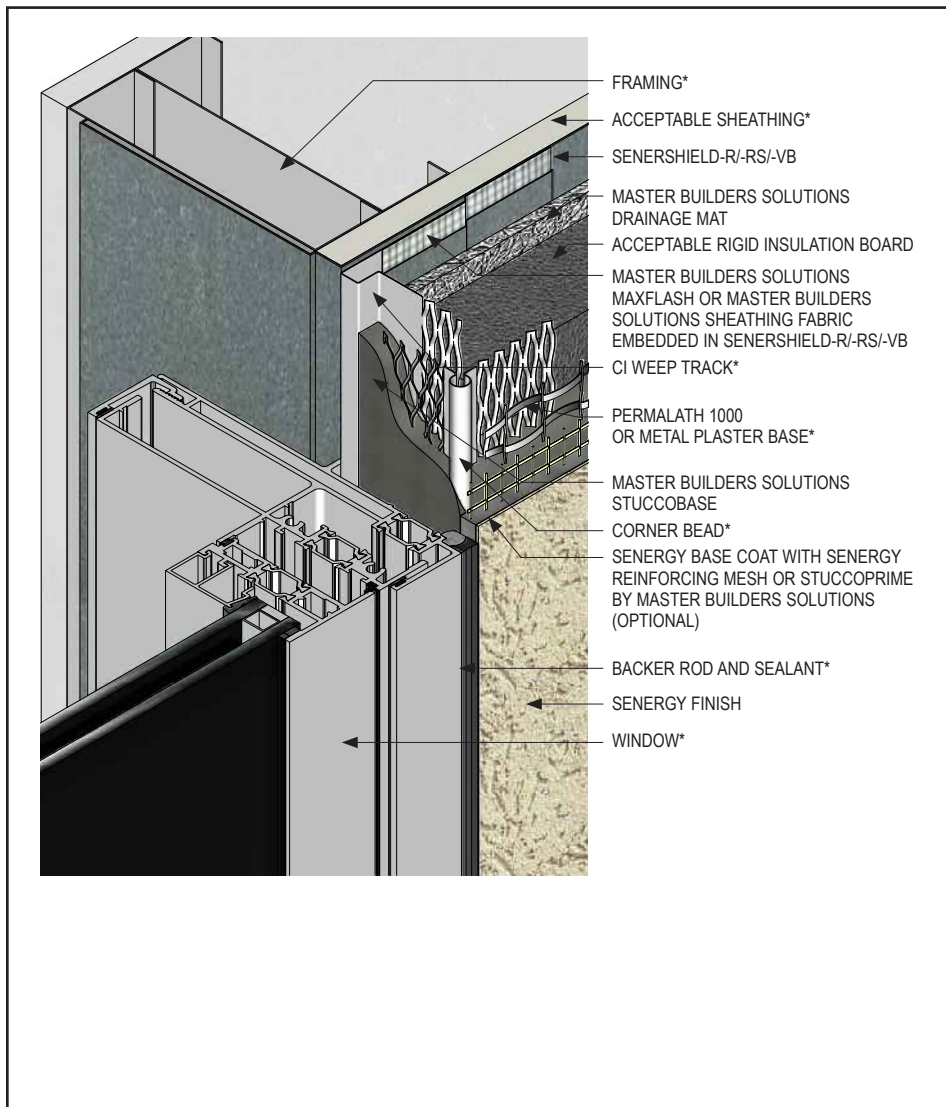 FRAMING*
ACCEPTABLE SHEATHING*
SENERSHIELD-R/-RS/-VB
MASTER BUILDERS SOLUTIONS
DRAINAGE MAT
ACCEPTABLE RIGID INSULATION BOARD
MASTER BUILDERS SOLUTIONS
MAXFLASH OR MASTER BUILDERS
SOLUTIONS SHEATHING FABRIC
EMBEDDED IN SENERSHIELD-R/-RS/-VB
CI WEEP TRACK*
PERMALATH 1000
OR METAL PLASTER BASE*
MASTER BUILDERS SOLUTIONS
STUCCOBASE
CORNER BEAD*
SENERGY BASE COAT WITH SENERGY
REINFORCING MESH OR STUCCOPRIME
BY MASTER BUILDERS SOLUTIONS
(OPTIONAL)
BACKER ROD AND SEALANT*
SENERGY FINISH
WINDOW*